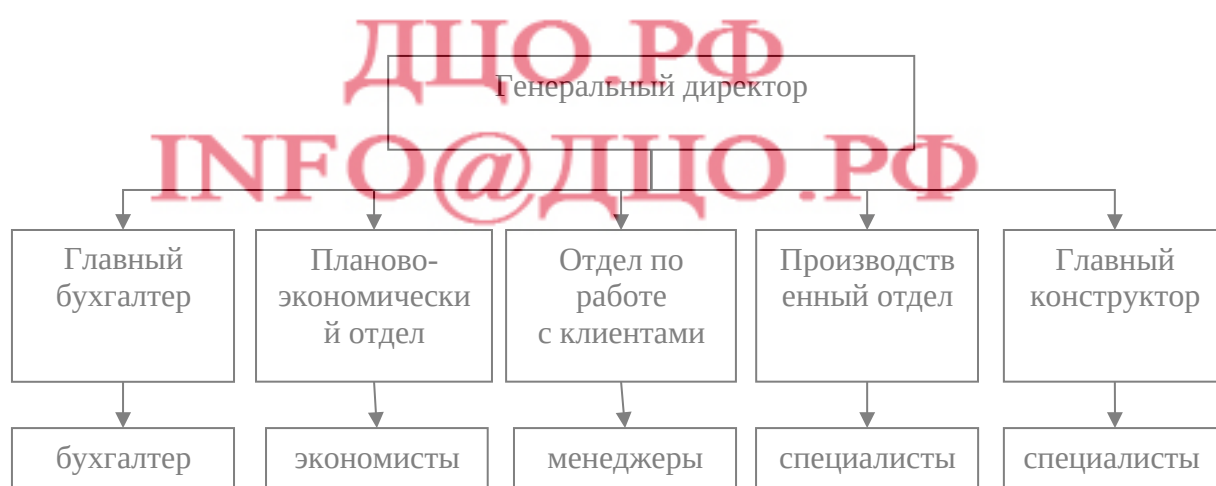 ДЦО.РФ
Генеральный директор
INFO@ДЦО.РФ
Главный
бухгалтер
Планово-
экономически
й отдел
Отдел по
работе
с клиентами
Производств
енный отдел
Главный
конструктор
бухгалтер
экономисты
менеджеры
специалисты
специалисты